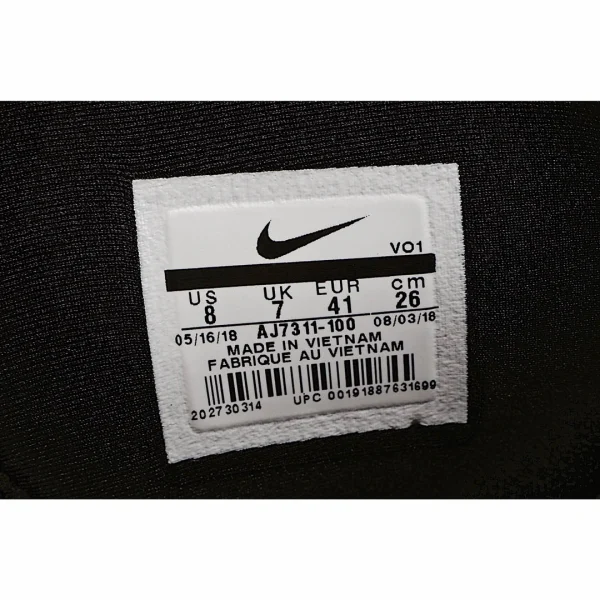 VO1
US UK EUR cm
8 7 41 26
05/16/18 AJ7311-100 08/03/18
MADE IN VIETNAM
FABRIQUE AU VIETNAM
202730314 UPC 00191887631699